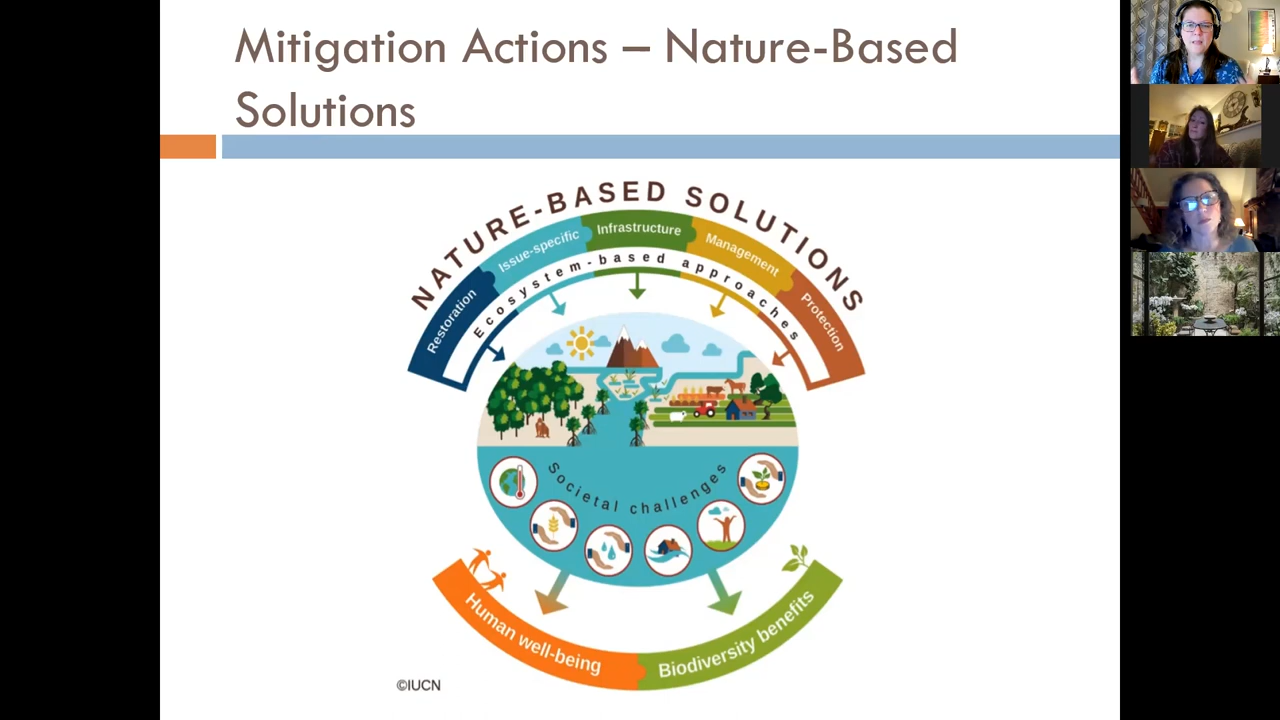 Mitigation Actions – Nature-Based
Solutions
NATURE-BASED SOLUTIONS
Restoration
Issue-specific
Infrastructure
Management
Protection
Ecosystem-based approaches
Societal challenges
Human well-being
Biodiversity benefits
©IUCN